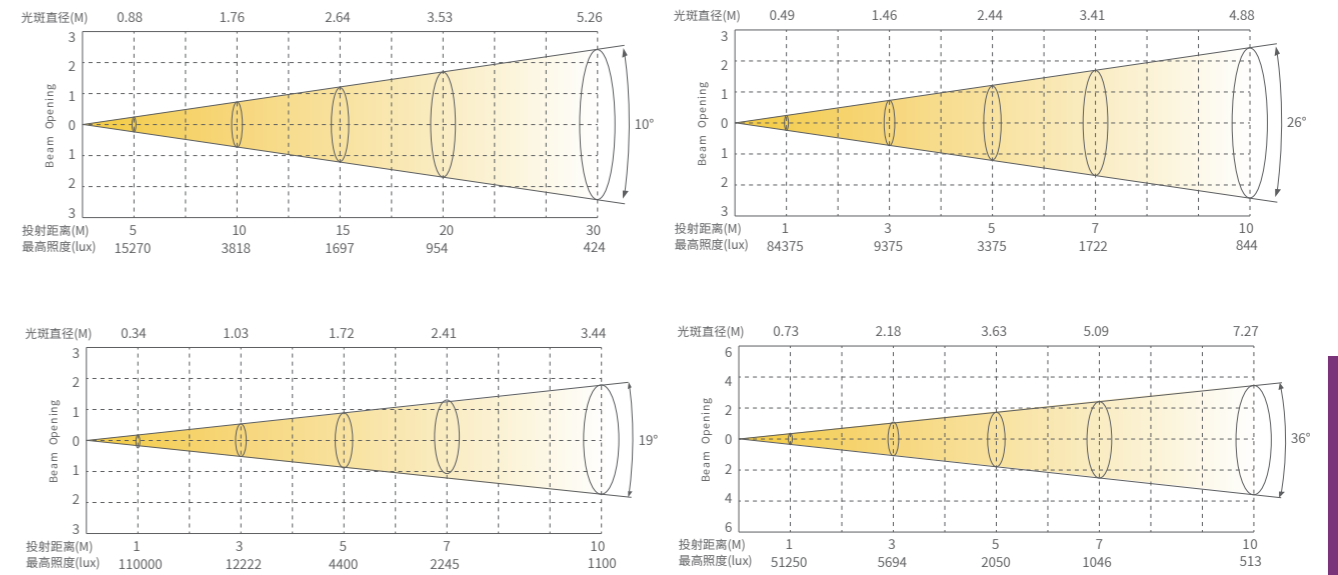 光斑直径(M) 0.88 1.76 2.64 3.53 5.26
3
2
1
0
1
2
3
Beam Opening
10°
投射距离(M) 5 10 15 20 30
最高照度(lux) 15270 3818 1697 954 424
光斑直径(M) 0.49 1.46 2.44 3.41 4.88
3
2
1
0
1
2
3
Beam Opening
26°
投射距离(M) 1 3 5 7 10
最高照度(lux) 84375 9375 3375 1722 844
光斑直径(M) 0.34 1.03 1.72 2.41 3.44
3
2
1
0
1
2
3
Beam Opening
19°
投射距离(M) 1 3 5 7 10
最高照度(lux) 110000 12222 4400 2245 1100
光斑直径(M) 0.73 2.18 3.63 5.09 7.27
6
4
2
0
2
4
6
Beam Opening
36°
投射距离(M) 1 3 5 7 10
最高照度(lux) 51250 5694 2050 1046 513